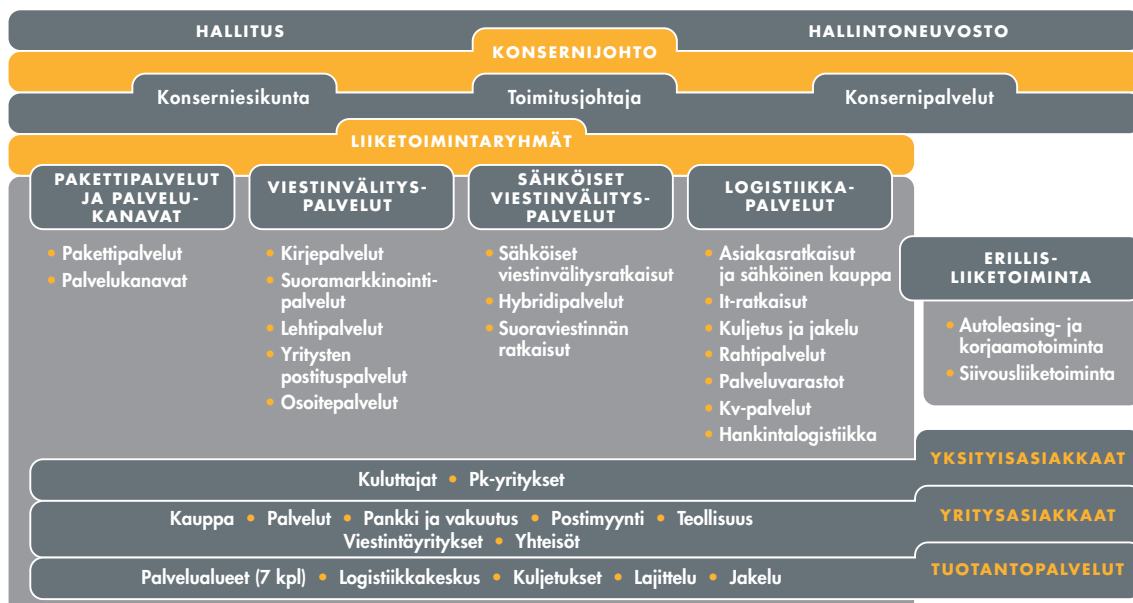 HALLITUS
HALLINTONEUVOSTO
KONSERNIJOHTO
Konserniesikunta
Toimitusjohtaja
Konsernipalvelut
LIIKETOIMINTARYHMÄT
PAKETTIPALVELUT
JA PALVELU-
KANAVAT
• Pakettipalvelut
• Palvelukanavat
VIESTINVÄLITYS-
PALVELUT
• Kirjepalvelut
• Suoramarkkinointi-
palvelut
• Lehtipalvelut
• Yritysten
postituspalvelut
• Osoitepalvelut
SÄHKÖISET
VIESTINVÄLITYS-
PALVELUT
• Sähköiset
viestinvälitysratkaisut
• Hybridipalvelut
• Suoraviestinnän
ratkaisut
LOGISTIIKKA-
PALVELUT
• Asiakasratkaisut
ja sähköinen kauppa
• It-ratkaisut
• Kuljetus ja jakelu
• Rahtipalvelut
• Palveluvarastot
• Kv-palvelut
• Hankintalogistiikka
ERILLIS-
LIIKETOIMINTA
• Autoleasing- ja
korjaamotoiminta
• Siivousliiketoiminta
Kuluttajat • Pk-yritykset
YKSITYISASIAKKAAT
Kauppa • Palvelut • Pankki ja vakuutus • Postimyynti • Teollisuus
Viestintäyritykset • Yhteisöt
YRITYSASIAKKAAT
Palvelualueet (7 kpl) • Logistiikkakeskus • Kuljetukset • Lajittelu • Jakelu
TUOTANTOPALVELUT